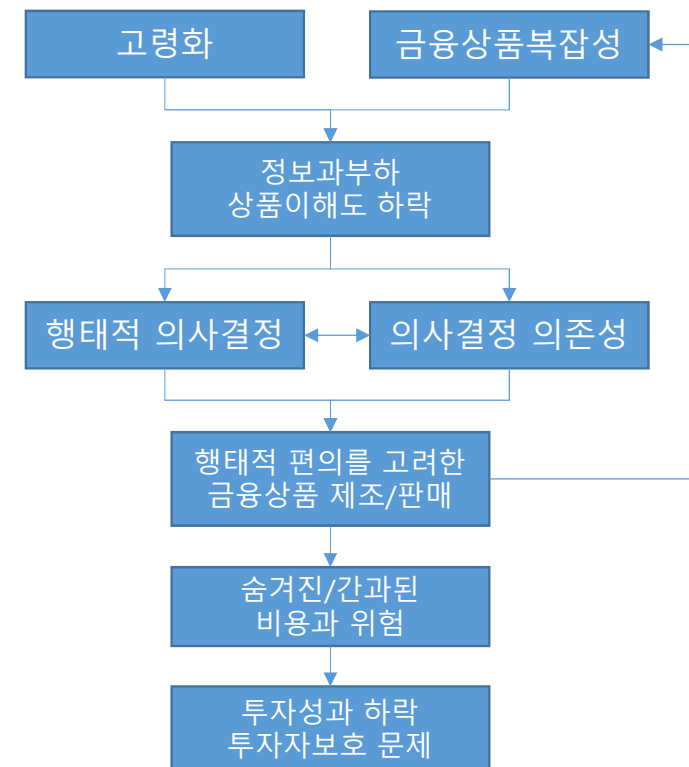 고령화
금융상품복잡성
정보과부하
상품이해도 하락
행태적 의사결정
의사결정 의존성
행태적 편의를 고려한
금융상품 제조/판매
숨겨진/간과된
비용과 위험
투자성과 하락
투자자보호 문제